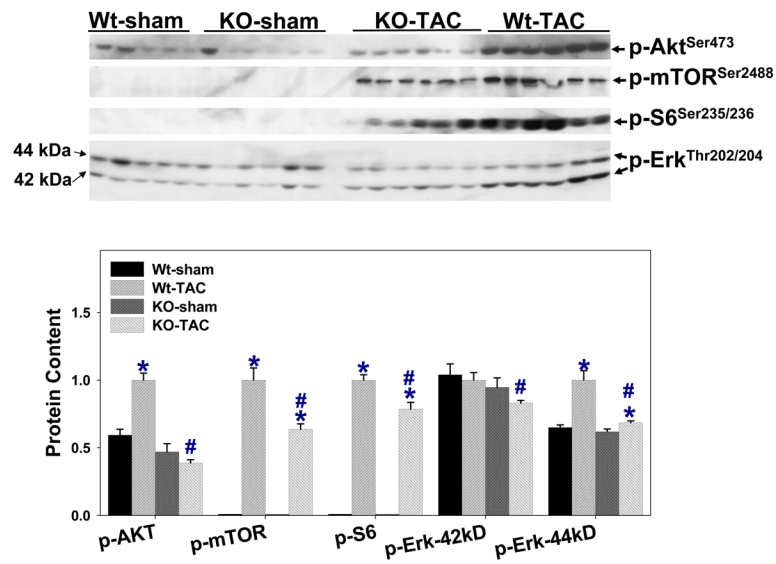 Wt-sham KO-sham KO-TAC Wt-TAC
p-AktSer473
p-mTORSer2488
p-S6Ser235/236
44 kDa
p-ErkThr202/204
42 kDa
Wt-sham
Wt-TAC
KO-sham
KO-TAC
Protein Content
1.5
1.0
0.5
0.0
* # * # * * # * # * # *
p-AKT p-mTOR p-S6 p-Erk-42kD p-Erk-44kD